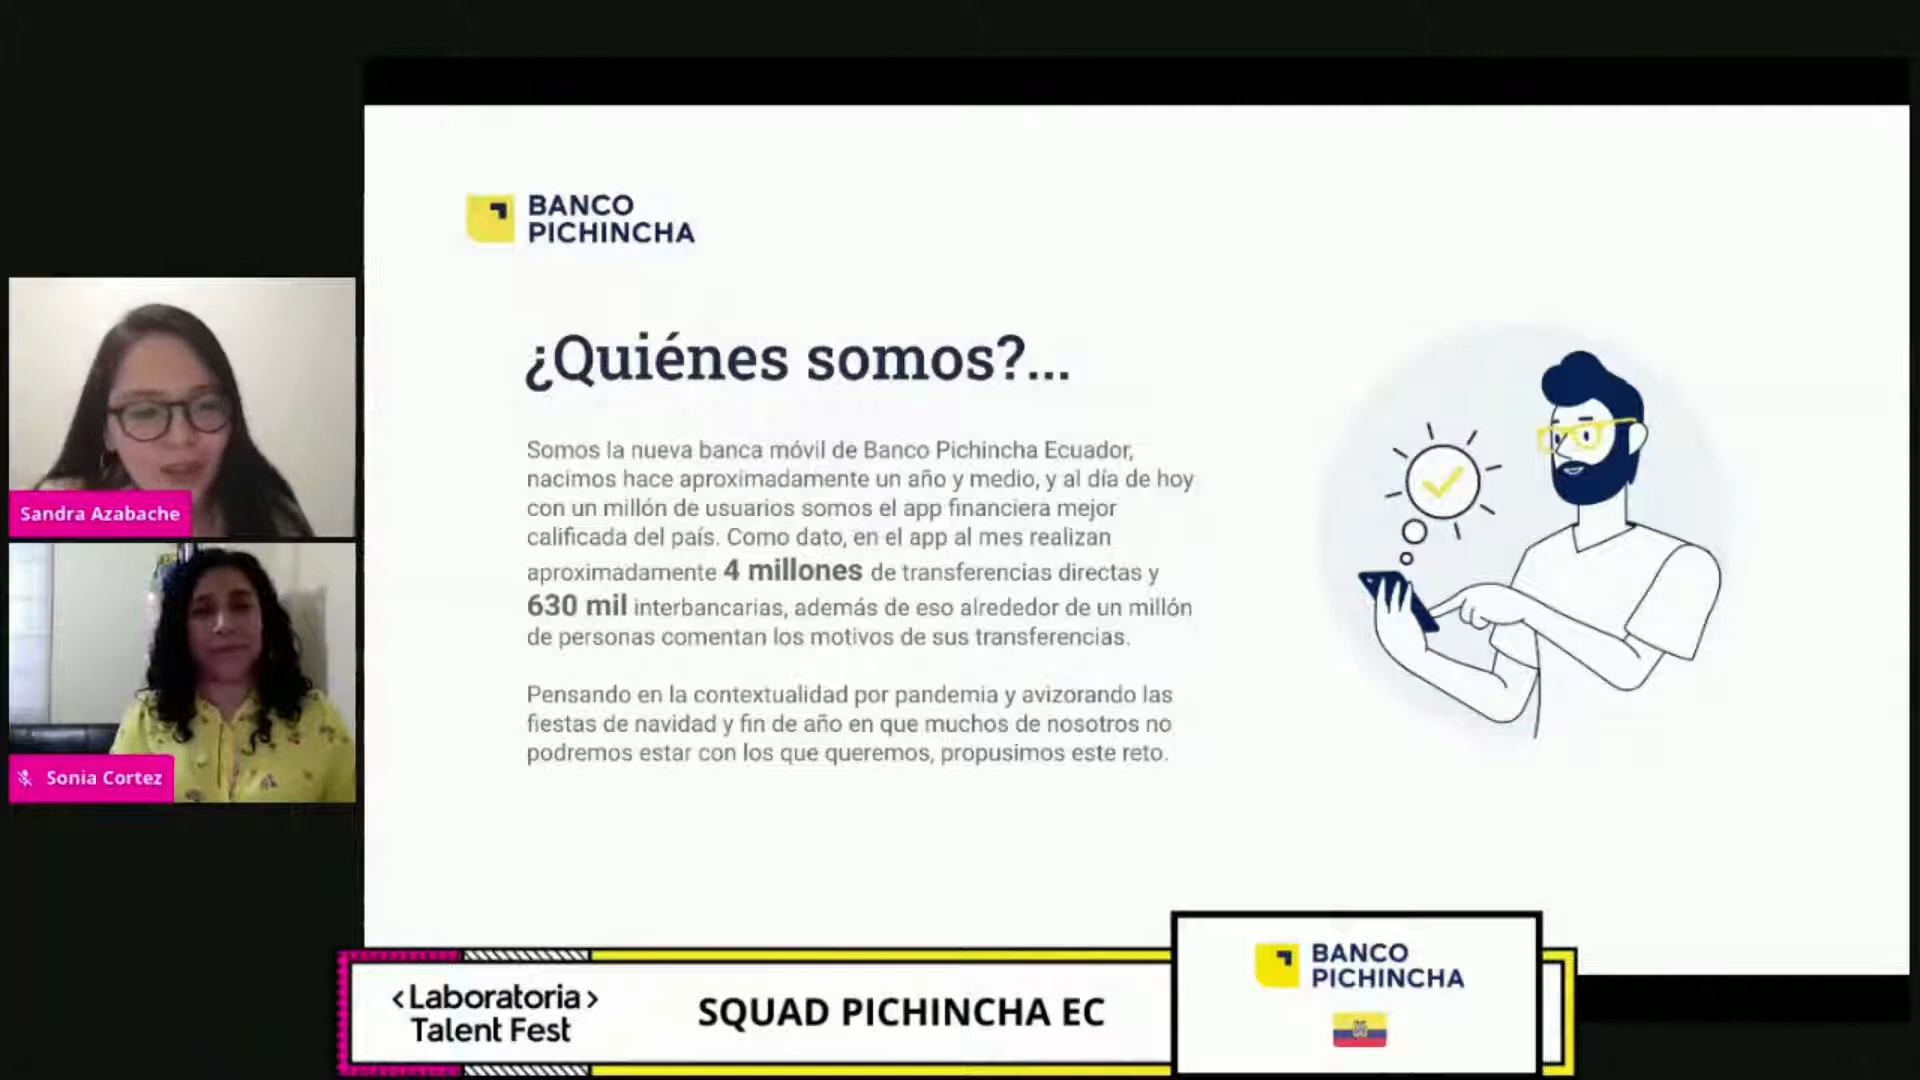 BANCO
PICHINCHA
¿Quiénes somos?...
Somos la nueva banca móvil de Banco Pichincha Ecuador,
nacimos hace aproximadamente un año y medio, y al día de hoy
con un millón de usuarios somos el app financiera mejor
calificada del país. Como dato, en el app al mes realizan
aproximadamente 4 millones de transferencias directas y
630 mil interbancarias, además de eso alrededor de un millón
de personas comentan los motivos de sus transferencias.
Pensando en la contextualidad por pandemia y avizorando las
fiestas de navidad y fin de año en que muchos de nosotros no
podremos estar con los que queremos, propusimos este reto.
Sandra Azabache
Sonia Cortez
<Laboratoria>
Talent Fest
SQUAD PICHINCHA EC
BANCO
PICHINCHA